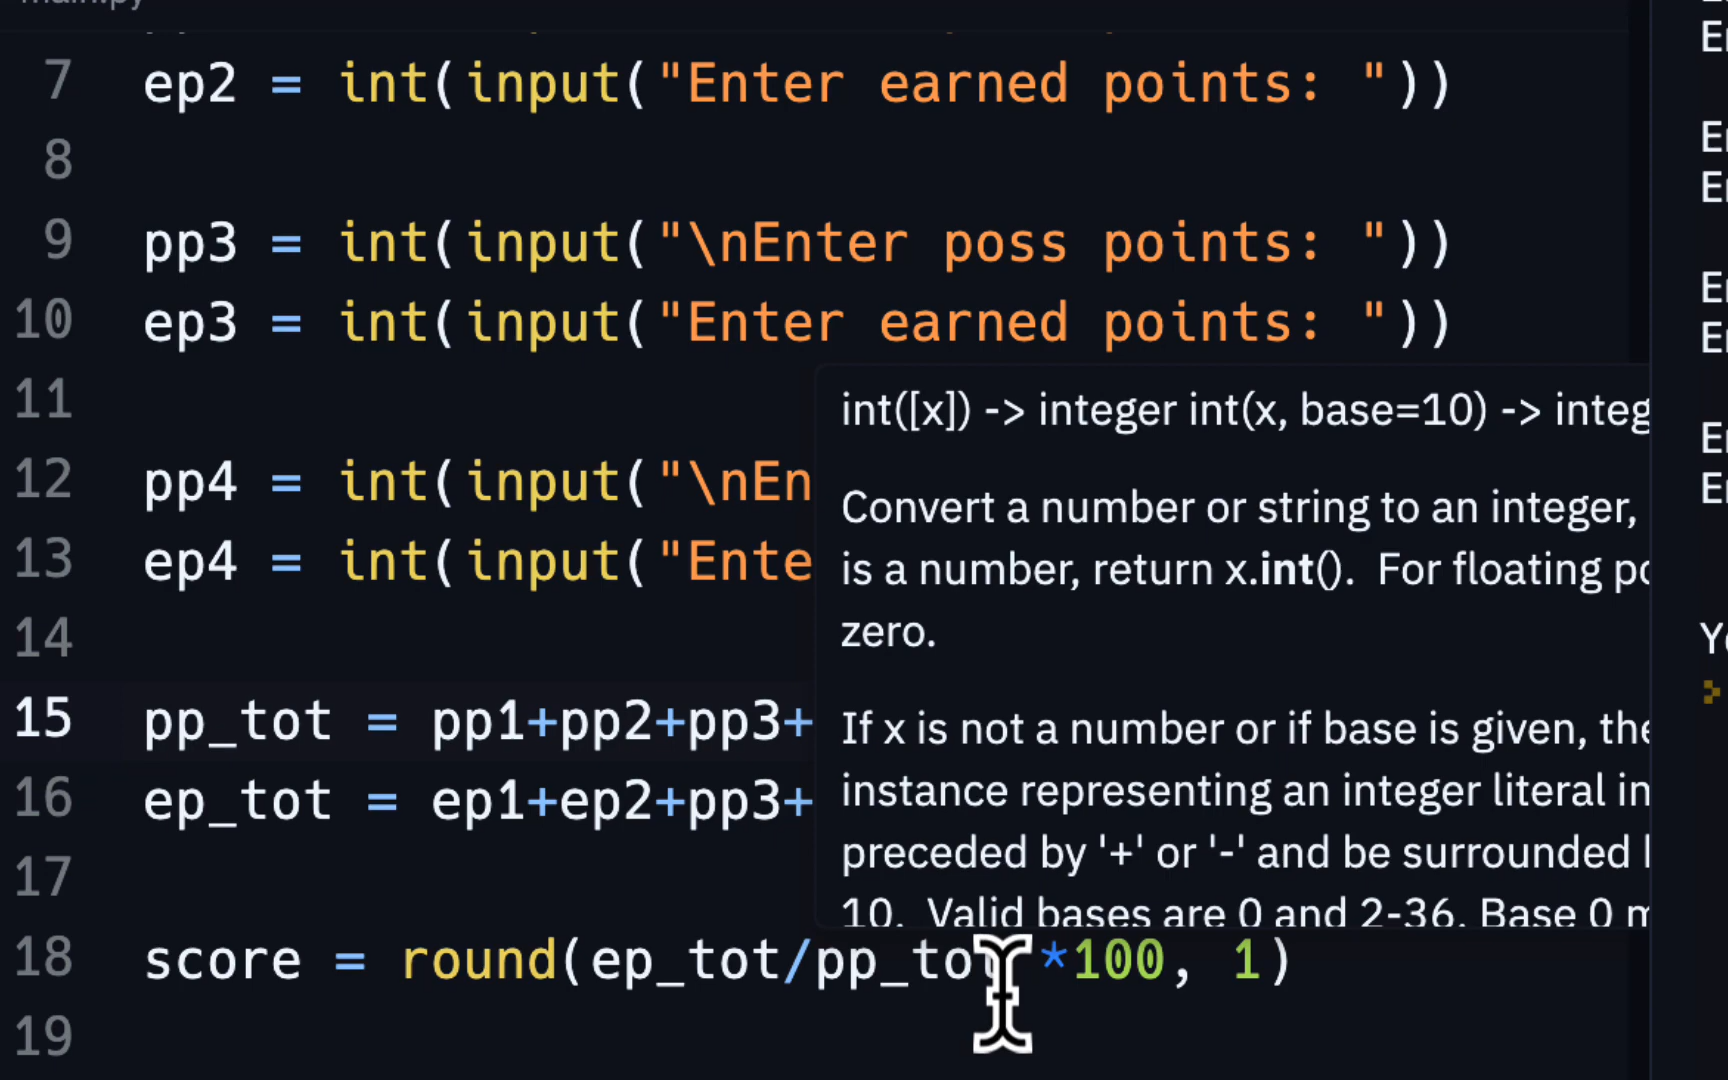 main.py
7 ep2 = int(input("Enter earned points: "))
8
9 pp3 = int(input("\nEnter poss points: "))
10 ep3 = int(input("Enter earned points: "))
11
12 pp4 = int(input("\nEn
13 ep4 = int(input("Ente
14
15 pp_tot = pp1+pp2+pp3+
16 ep_tot = ep1+ep2+pp3+
17
18 score = round(ep_tot/pp_tot *100, 1)
19
int([x]) -> integer int(x, base=10) -> integ
Convert a number or string to an integer,
is a number, return x.int(). For floating po
zero.
If x is not a number or if base is given, the
instance representing an integer literal in
preceded by '+' or '-' and be surrounded
10. Valid bases are 0 and 2-36. Base 0 m